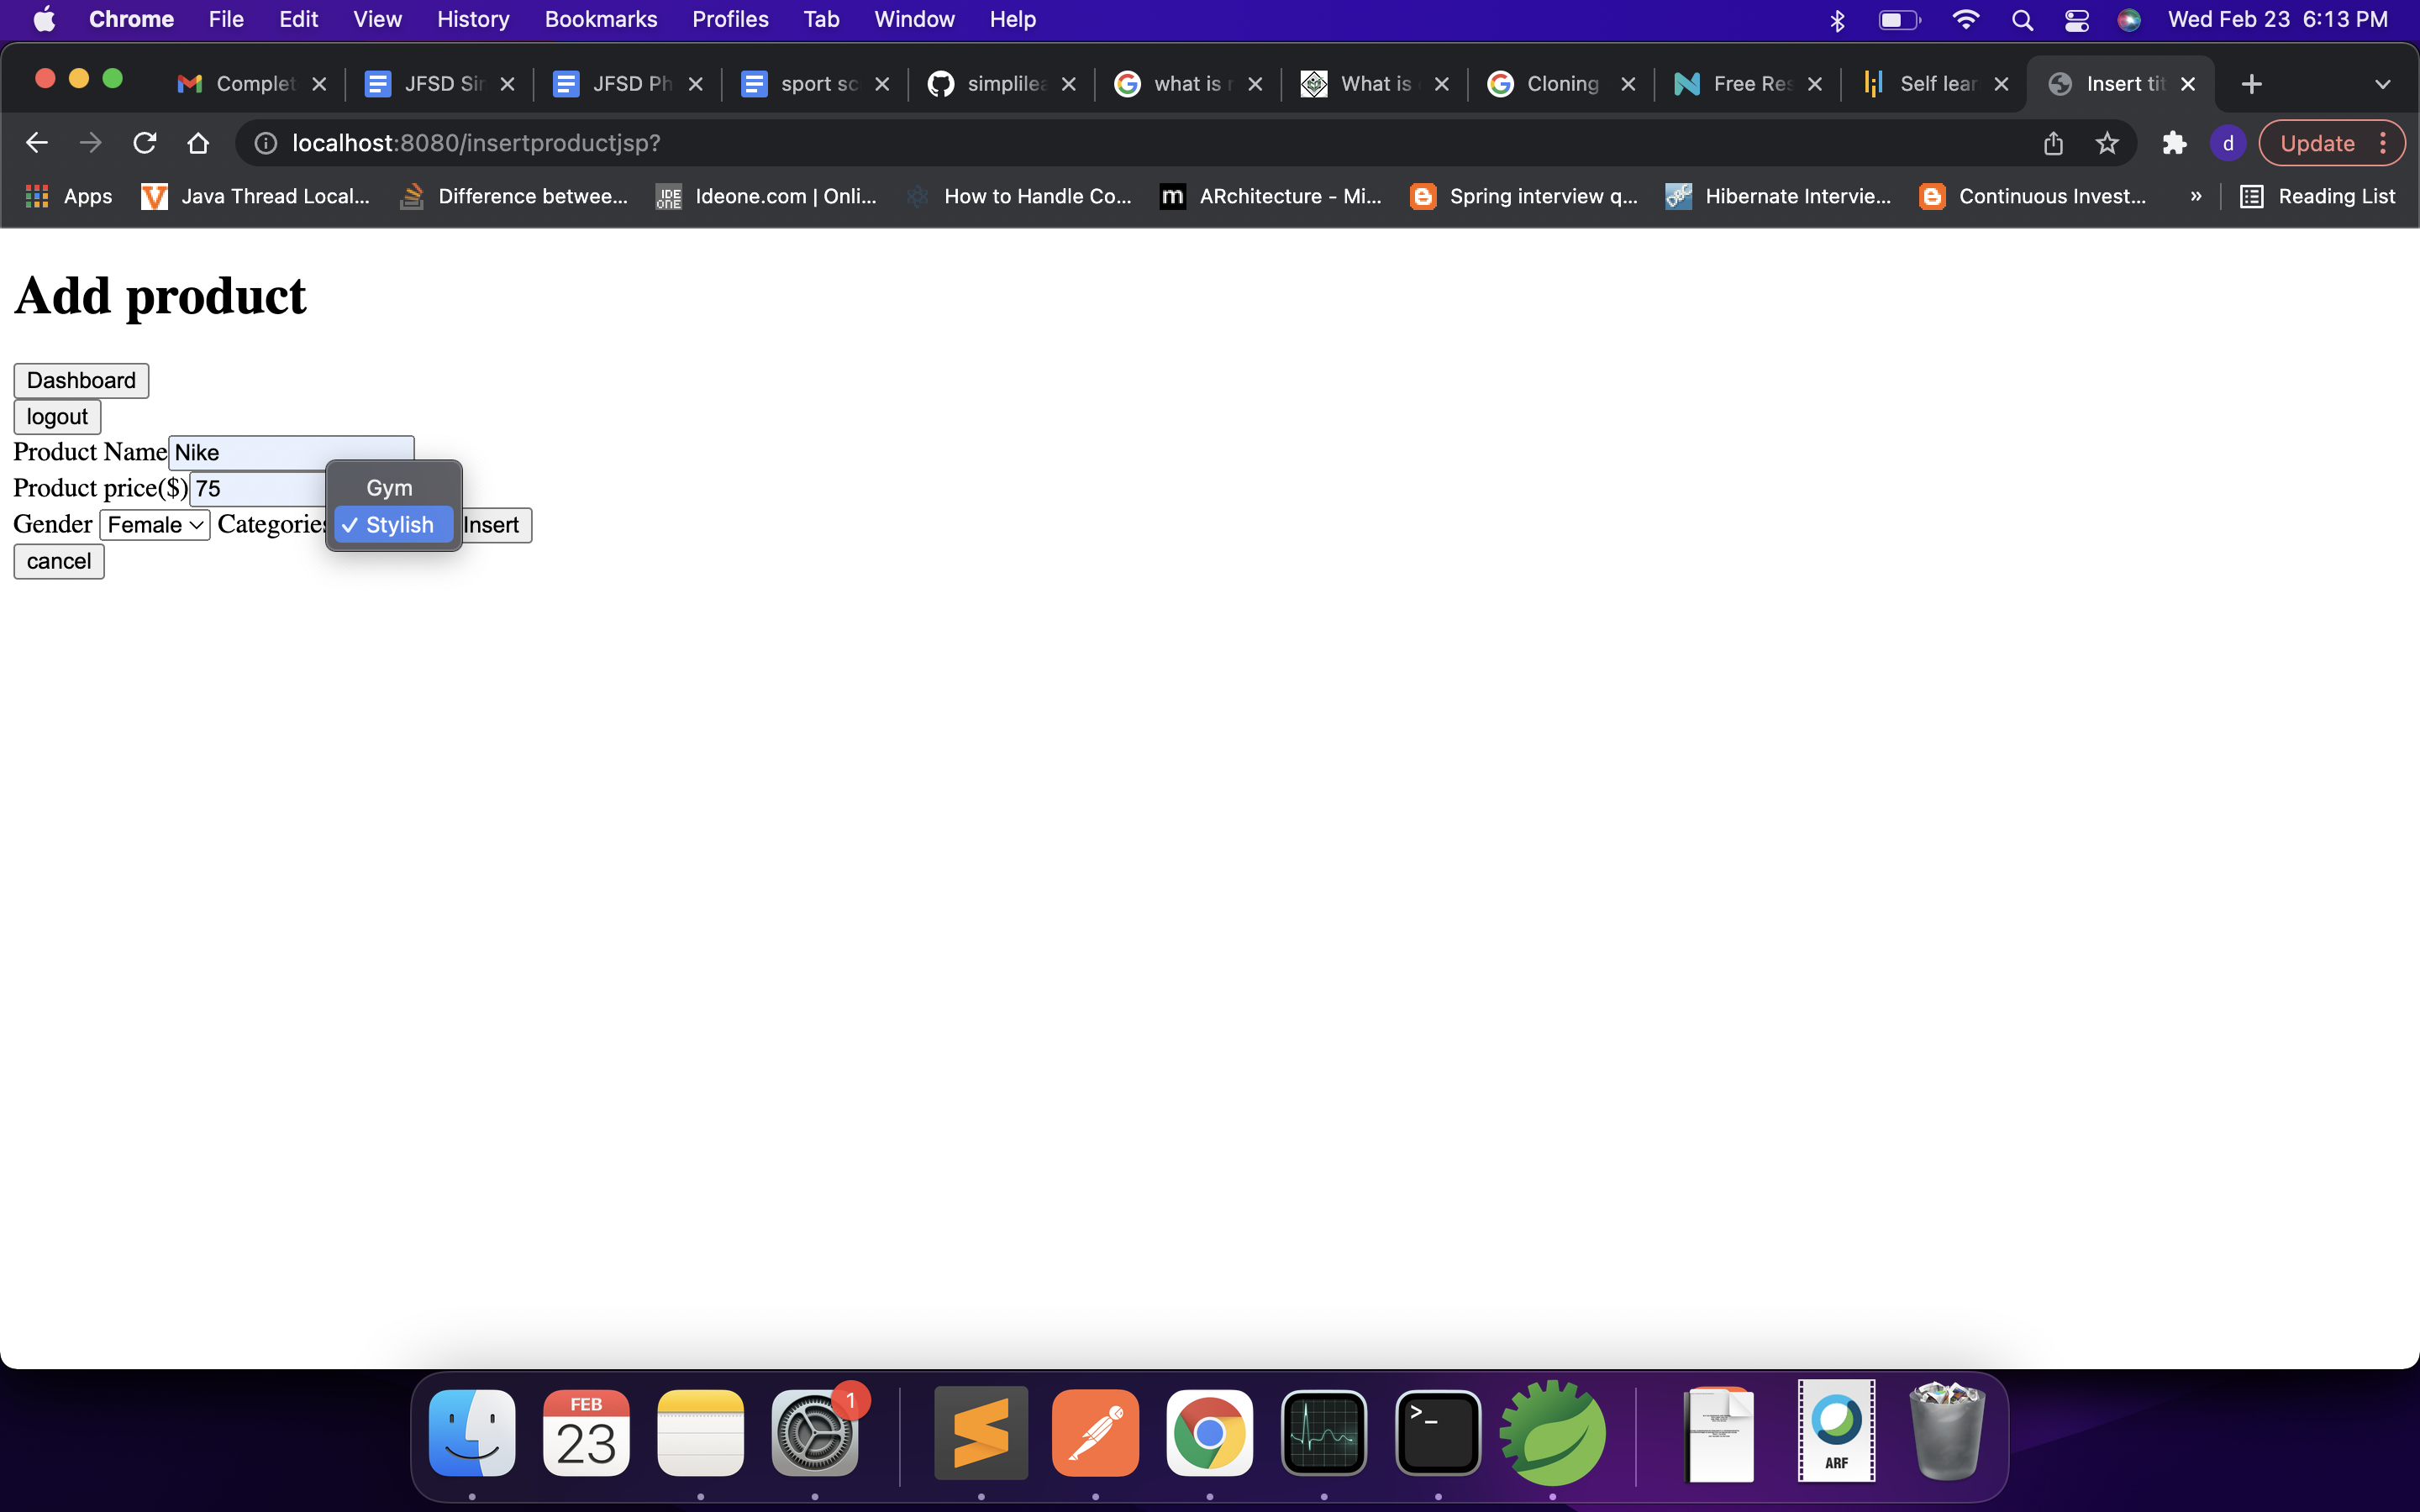 Chrome File Edit View History Bookmarks Profiles Tab Window Help Wed Feb 23 6:13 PM
Complet JFSD Sir JFSD Ph sport sc simplilea what is r What is Cloning Free Res Self lear Insert tit
localhost:8080/insertproductjsp? d Update
Apps Java Thread Local... Difference betwee... IDE ONE Ideone.com | Onli... How to Handle Co... m ARchitecture - Mi... Spring interview q... Hibernate Intervie... Continuous Invest... » Reading List
Add product
Dashboard
logout
Product Name Nike
Product price($) 75
Gym
Gender Female Categories ✓ Stylish Insert
cancel
FEB
23
1
>_
ARF